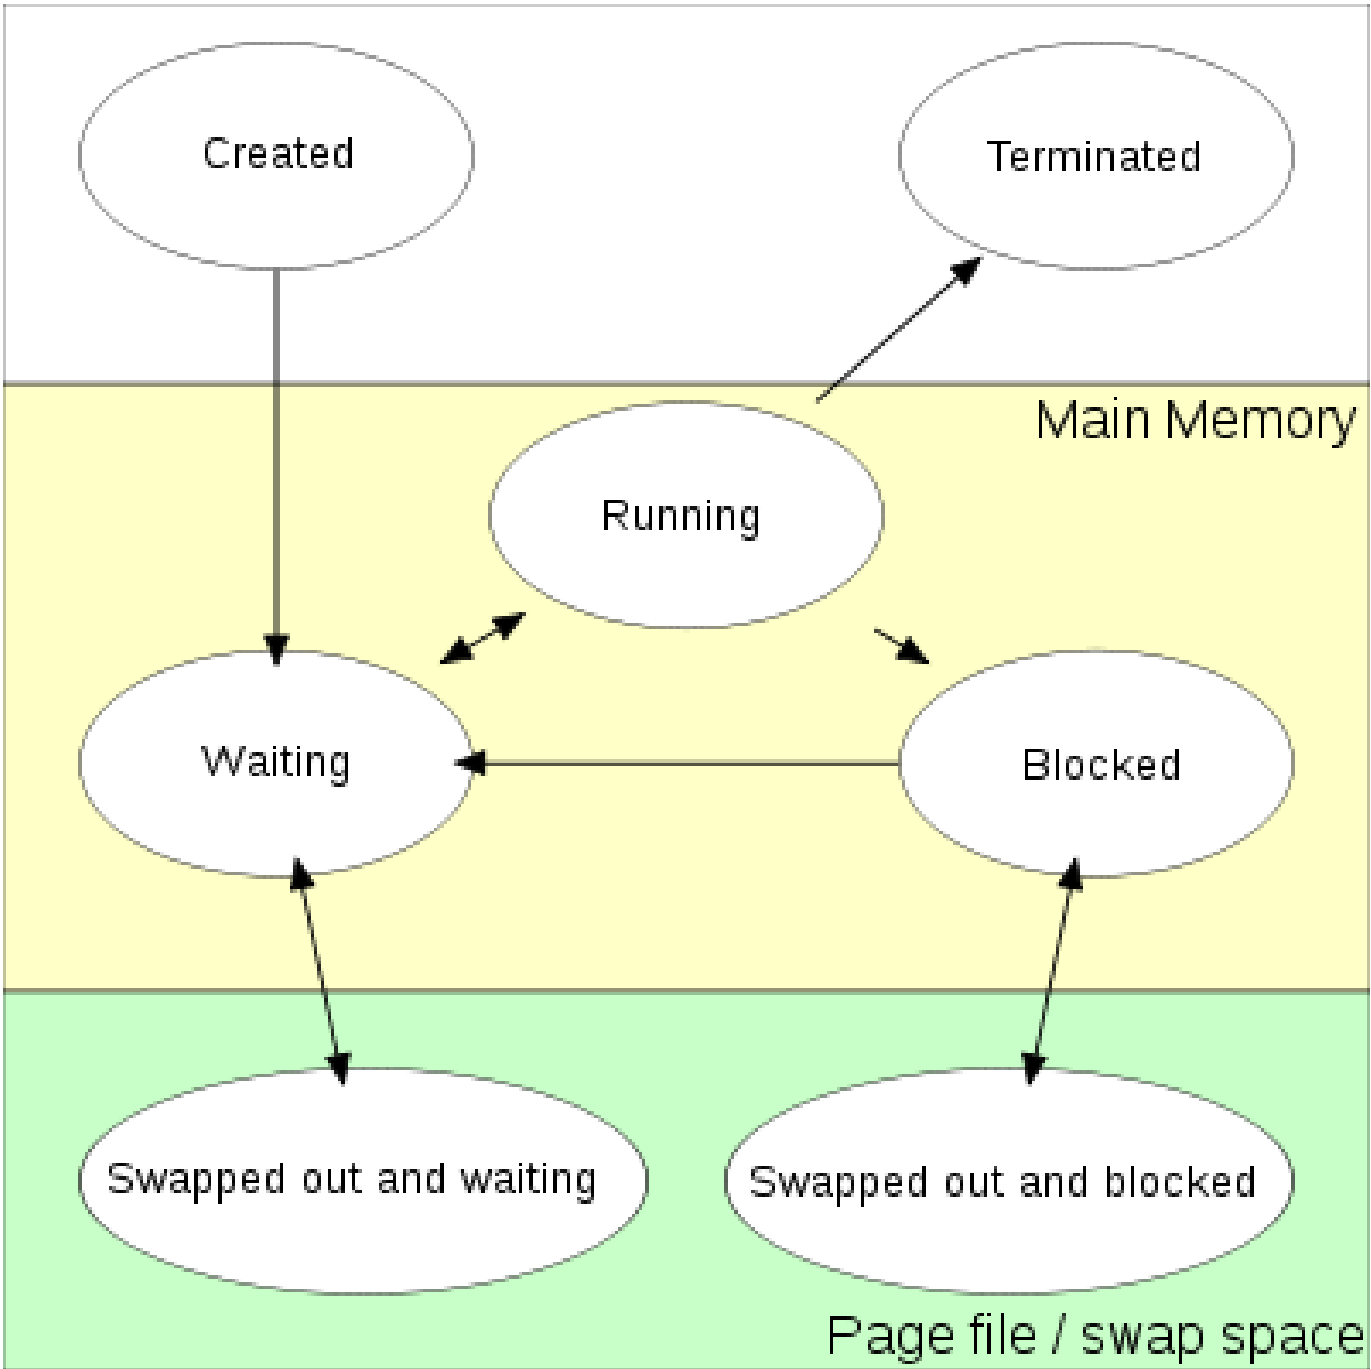 Created
Terminated
Main Memory
Running
Waiting
Blocked
Swapped out and waiting
Swapped out and blocked
Page file / swap space